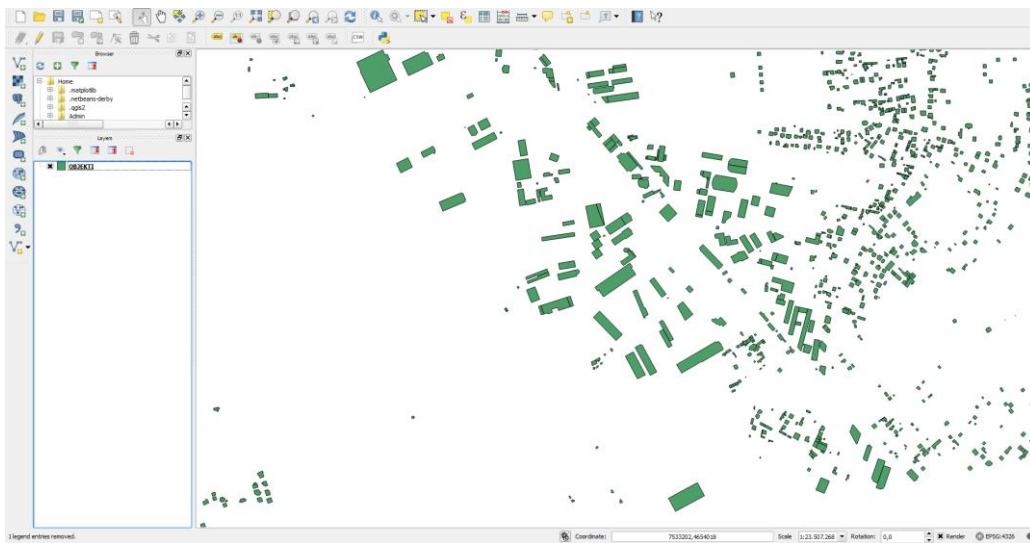 Browser
Home
.matplotlib
.netbeans-derby
.qgis2
Admin
Layers
OBJEKTI
CSW
1 legend entries removed.
Coordinate: 7533202,4654018 Scale 1:23.507.268 Rotation: 0,0 Render EPSG:4326